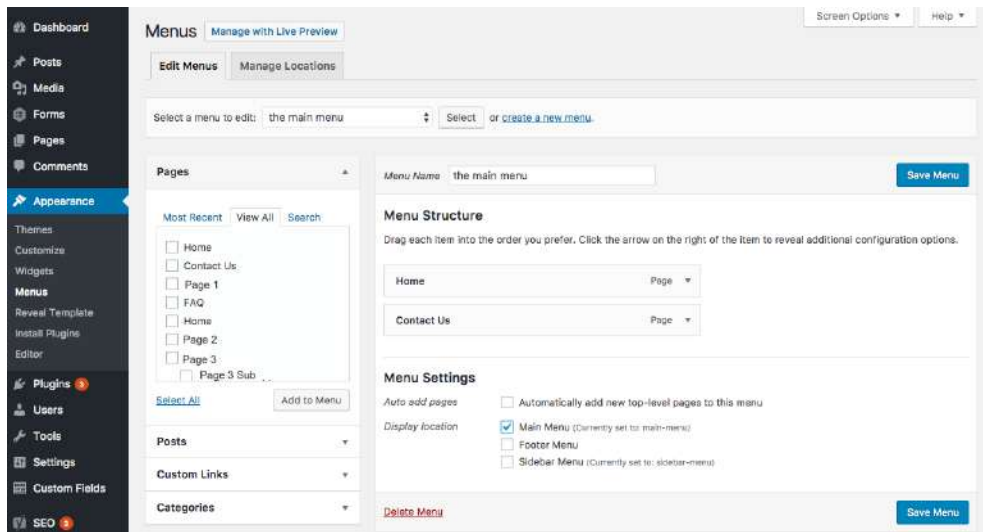 Dashboard
Posts
Media
Forms
Pages
Comments
Appearance
Themes
Customize
Widgets
Menus
Reveal Template
Install Plugins
Editor
Plugins 3
Users
Tools
Settings
Custom Fields
SEO 3
Screen Options Help
Menus Manage with Live Preview
Edit Menus Manage Locations
Select a menu to edit: the main menu Select or create a new menu.
Pages
Most Recent View All Search
Home
Contact Us
Page 1
FAQ
Home
Page 2
Page 3
Page 3 Sub
Select All Add to Menu
Posts
Custom Links
Categories
Menu Name the main menu Save Menu
Menu Structure
Drag each item into the order you prefer. Click the arrow on the right of the item to reveal additional configuration options.
Home Page
Contact Us Page
Menu Settings
Auto add pages Automatically add new top-level pages to this menu
Display location Main Menu (Currently set to: main-menu)
Footer Menu
Sidebar Menu (Currently set to: sidebar-menu)
Delete Menu Save Menu